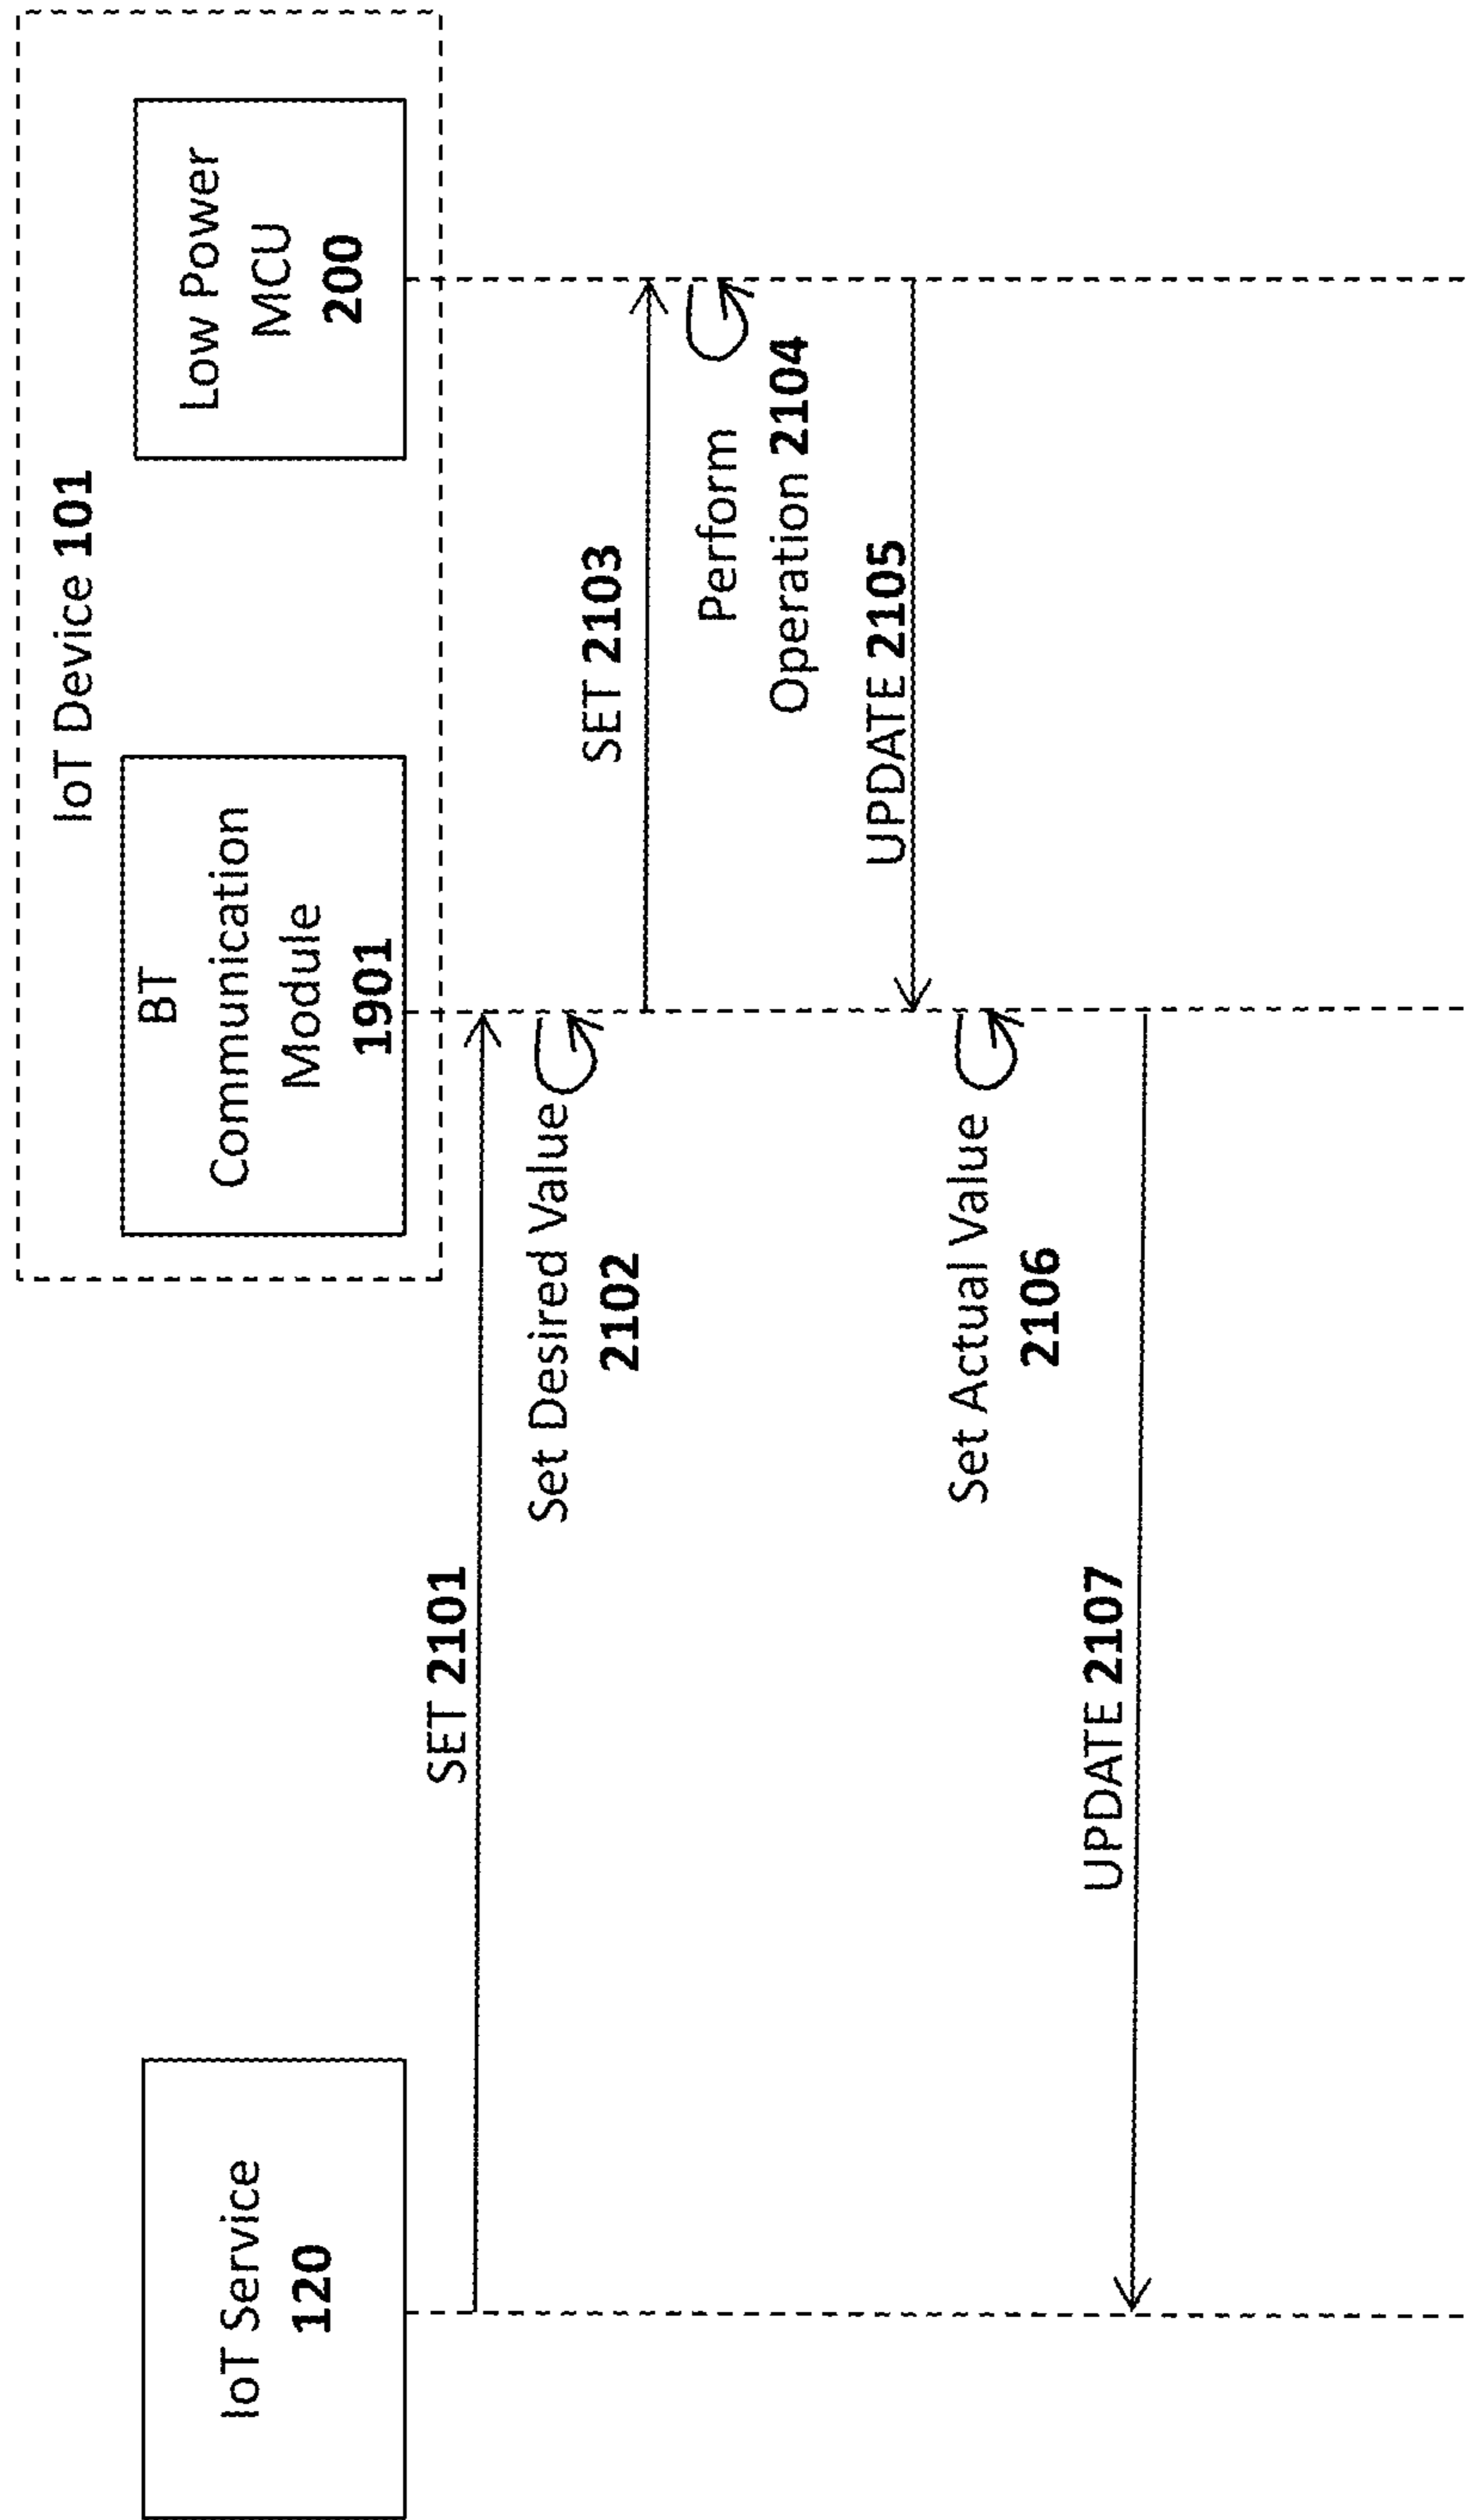 IoT Device 101
IoT Service
120
BT
Communication
Module
1901
Low Power
MCU
200
SET 2101
Set Desired Value
2102
SET 2103
Perform
Operation 2104
UPDATE 2105
Set Actual Value
2106
UPDATE 2107